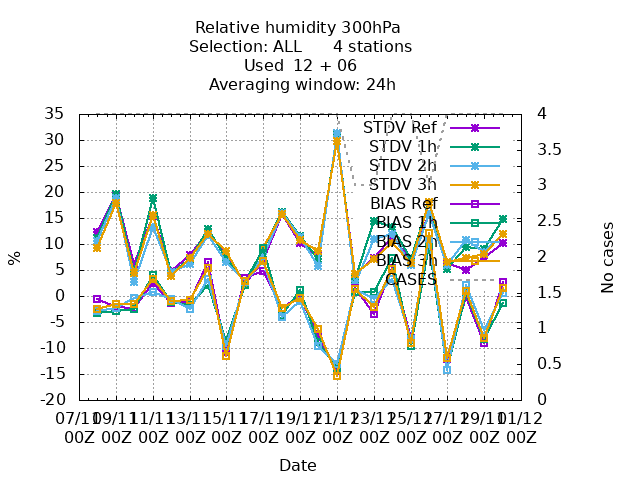 Relative humidity 300hPa
Selection: ALL 4 stations
Used 12 + 06
Averaging window: 24h
35
30
25
20
15
10
5
0
-5
-10
-15
-20
%
4
3.5
3
2.5
2
1.5
1
0.5
0
No cases
STDV Ref
STDV 1h
STDV 2h
STDV 3h
BIAS Ref
BIAS 1h
BIAS 2h
BIAS 3h
CASES
07/11 09/11 11/11 13/11 15/11 17/11 19/11 21/11 23/11 25/11 27/11 29/11 01/12
00Z 00Z 00Z 00Z 00Z 00Z 00Z 00Z 00Z 00Z 00Z 00Z 00Z
Date